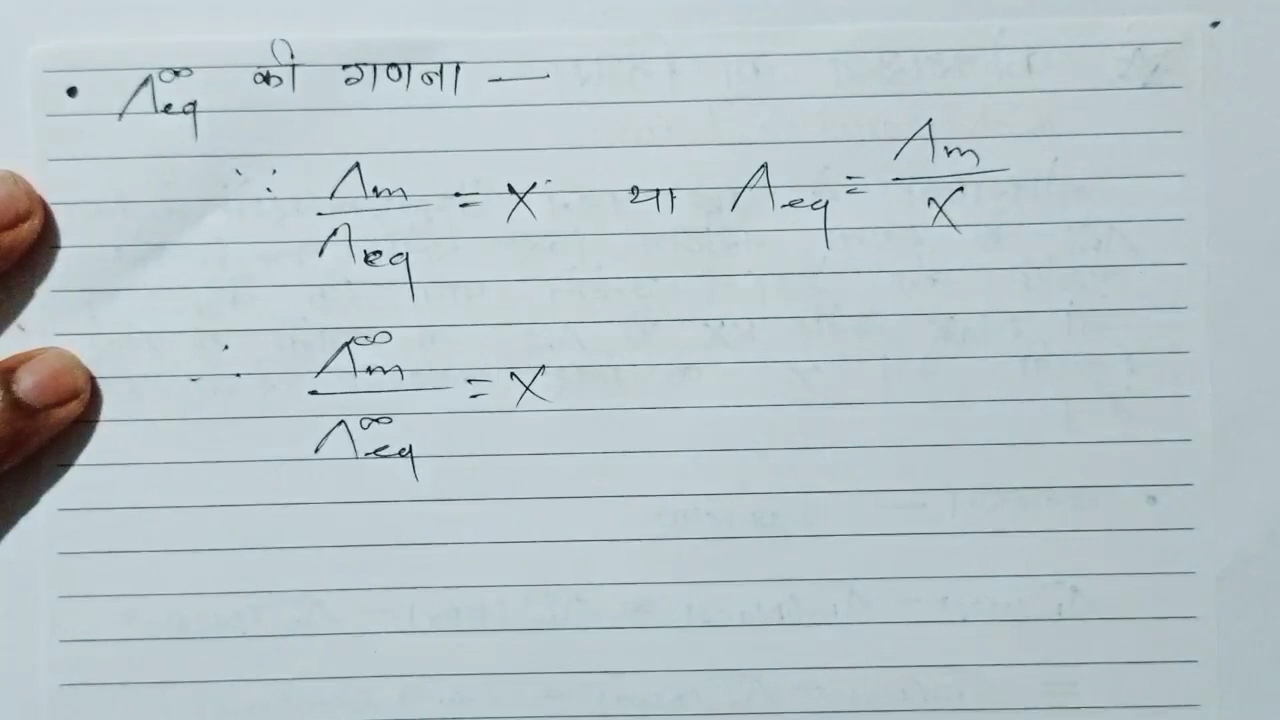 • Λ∞eq की गणना —
∵ Λm/Λeq = x या Λeq = Λm/x
∴ Λ∞m/Λ∞eq = x